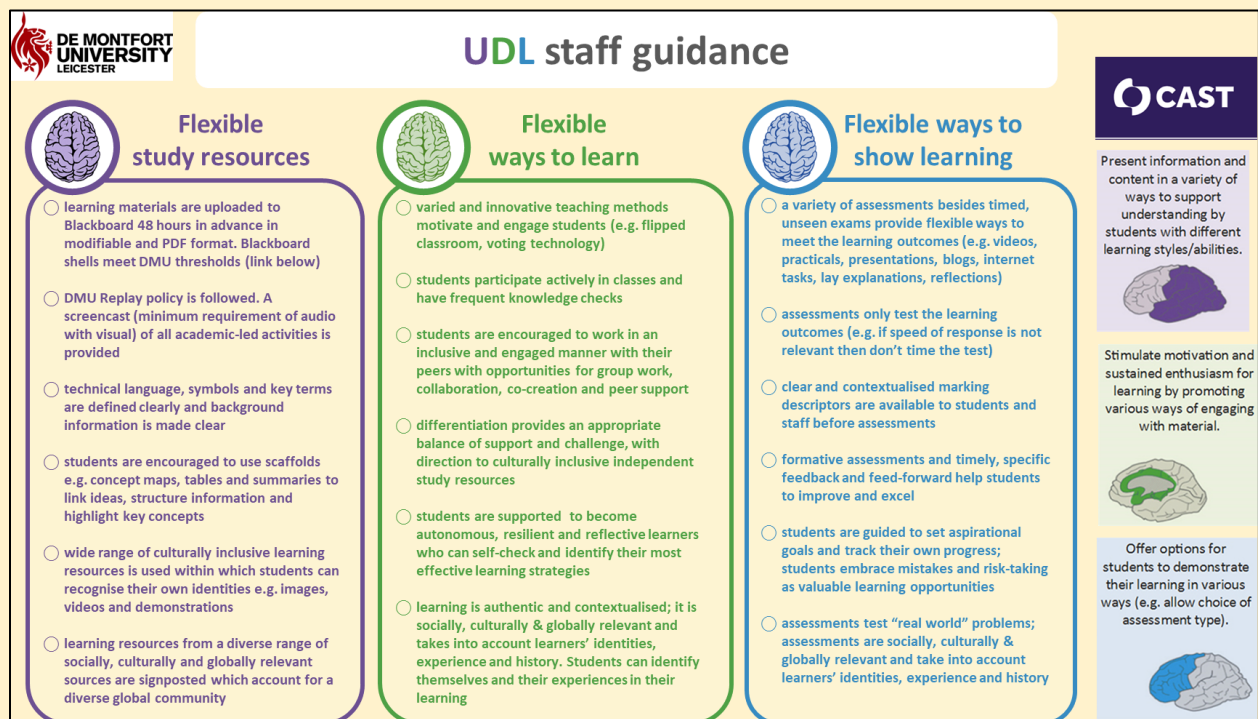 DE MONTFORT
UNIVERSITY
LEICESTER
UDL staff guidance
Flexible
study resources
learning materials are uploaded to
Blackboard 48 hours in advance in
modifiable and PDF format. Blackboard
shells meet DMU thresholds (link below)
DMU Replay policy is followed. A
screencast (minimum requirement of audio
with visual) of all academic-led activities is
provided
technical language, symbols and key terms
are defined clearly and background
information is made clear
students are encouraged to use scaffolds
e.g. concept maps, tables and summaries to
link ideas, structure information and
highlight key concepts
wide range of culturally inclusive learning
resources is used within which students can
recognise their own identities e.g. images,
videos and demonstrations
learning resources from a diverse range of
socially, culturally and globally relevant
sources are signposted which account for a
diverse global community
Flexible
ways to learn
varied and innovative teaching methods
motivate and engage students (e.g. flipped
classroom, voting technology)
students participate actively in classes and
have frequent knowledge checks
students are encouraged to work in an
inclusive and engaged manner with their
peers with opportunities for group work,
collaboration, co-creation and peer support
differentiation provides an appropriate
balance of support and challenge, with
direction to culturally inclusive independent
study resources
students are supported to become
autonomous, resilient and reflective learners
who can self-check and identify their most
effective learning strategies
learning is authentic and contextualised; it is
socially, culturally & globally relevant and
takes into account learners' identities,
experience and history. Students can identify
themselves and their experiences in their
learning
Flexible ways to
show learning
a variety of assessments besides timed,
unseen exams provide flexible ways to
meet the learning outcomes (e.g. videos,
practicals, presentations, blogs, internet
tasks, lay explanations, reflections)
assessments only test the learning
outcomes (e.g. if speed of response is not
relevant then don't time the test)
clear and contextualised marking
descriptors are available to students and
staff before assessments
formative assessments and timely, specific
feedback and feed-forward help students
to improve and excel
students are guided to set aspirational
goals and track their own progress;
students embrace mistakes and risk-taking
as valuable learning opportunities
assessments test "real world" problems;
assessments are socially, culturally &
globally relevant and take into account
learners' identities, experience and history
CAST
Present information and
content in a variety of
ways to support
understanding by
students with different
learning styles/abilities.
Stimulate motivation and
sustained enthusiasm for
learning by promoting
various ways of engaging
with material.
Offer options for
students to demonstrate
their learning in various
ways (e.g. allow choice of
assessment type).